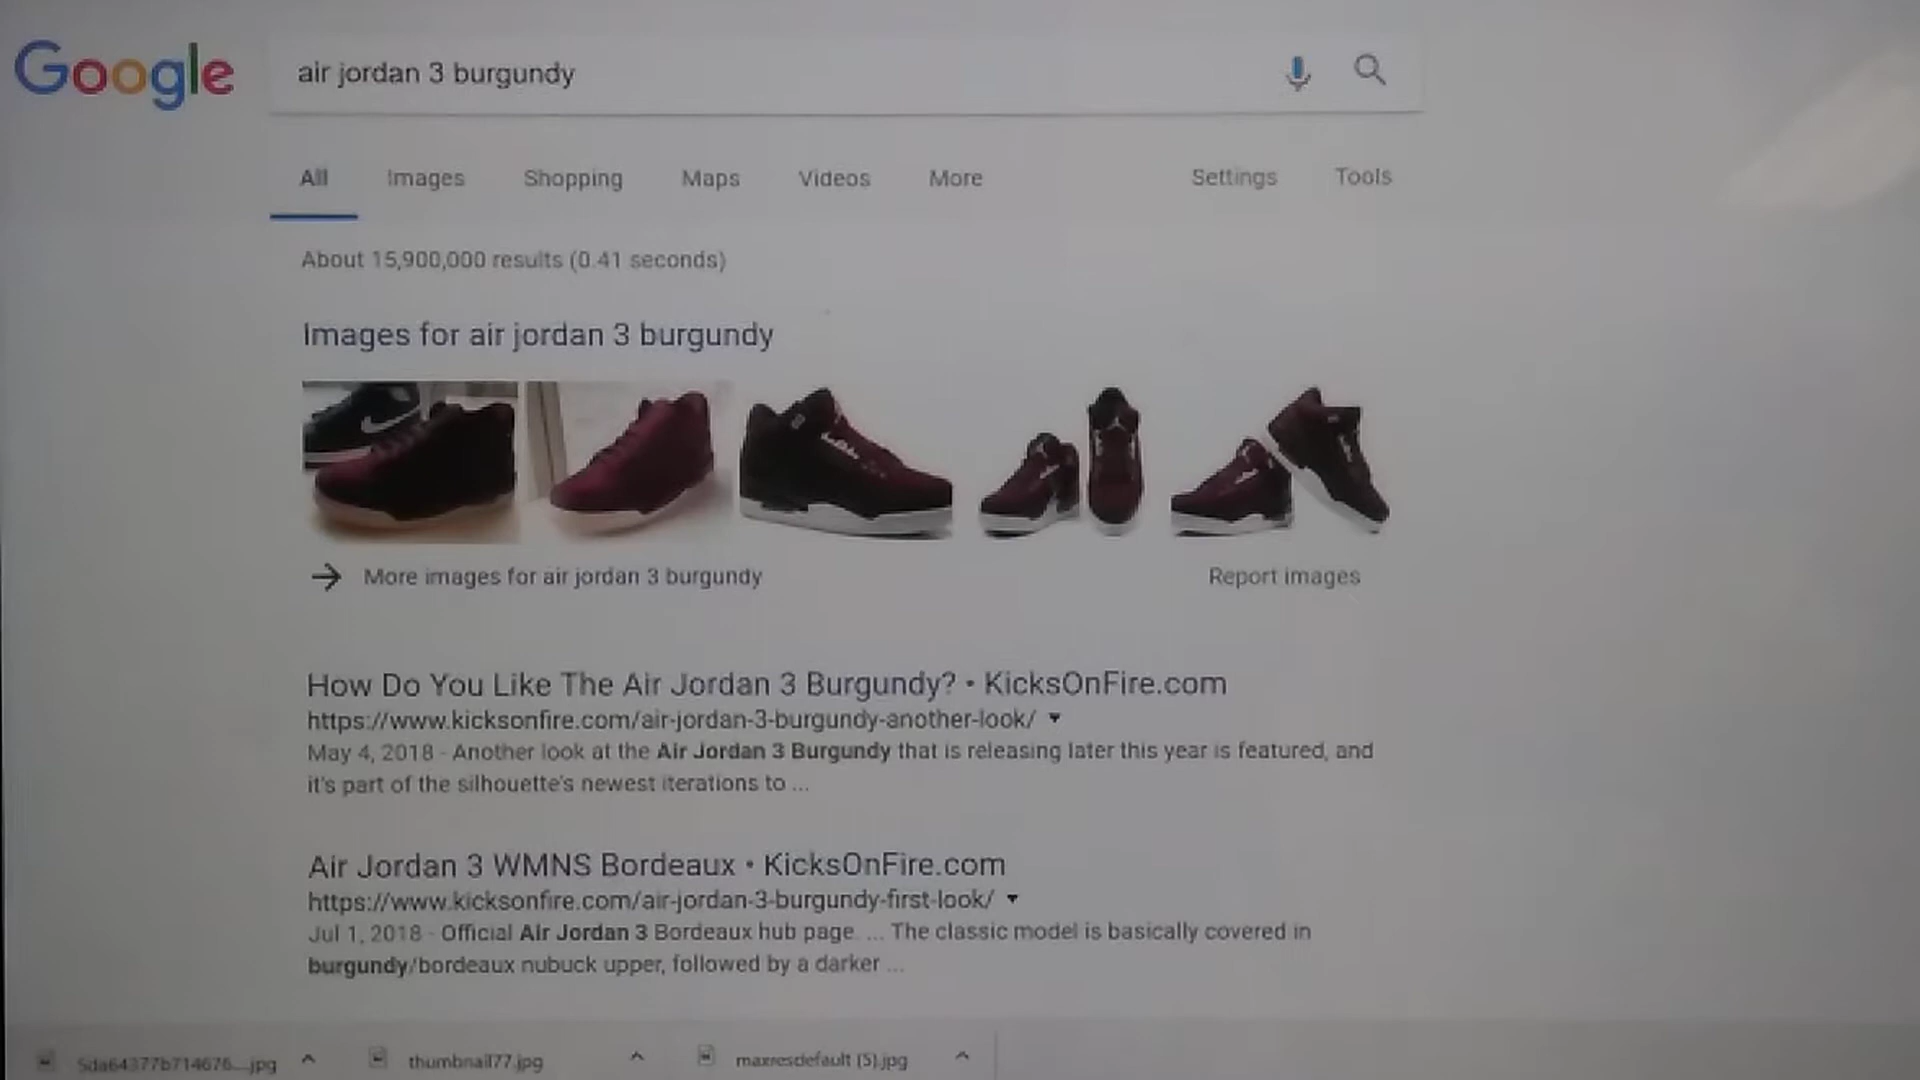 Google
air jordan 3 burgundy
All Images Shopping Maps Videos More Settings Tools
About 15,900,000 results (0.41 seconds)
Images for air jordan 3 burgundy
More images for air jordan 3 burgundy Report images
How Do You Like The Air Jordan 3 Burgundy? • KicksOnFire.com
https://www.kicksonfire.com/air-jordan-3-burgundy-another-look/
May 4, 2018 - Another look at the Air Jordan 3 Burgundy that is releasing later this year is featured, and
it's part of the silhouette's newest iterations to ...
Air Jordan 3 WMNS Bordeaux • KicksOnFire.com
https://www.kicksonfire.com/air-jordan-3-burgundy-first-look/
Jul 1, 2018 - Official Air Jordan 3 Bordeaux hub page. ... The classic model is basically covered in
burgundy/bordeaux nubuck upper, followed by a darker ...
5da64377b714676....jpg thumbnail77.jpg maxresdefault (5).jpg